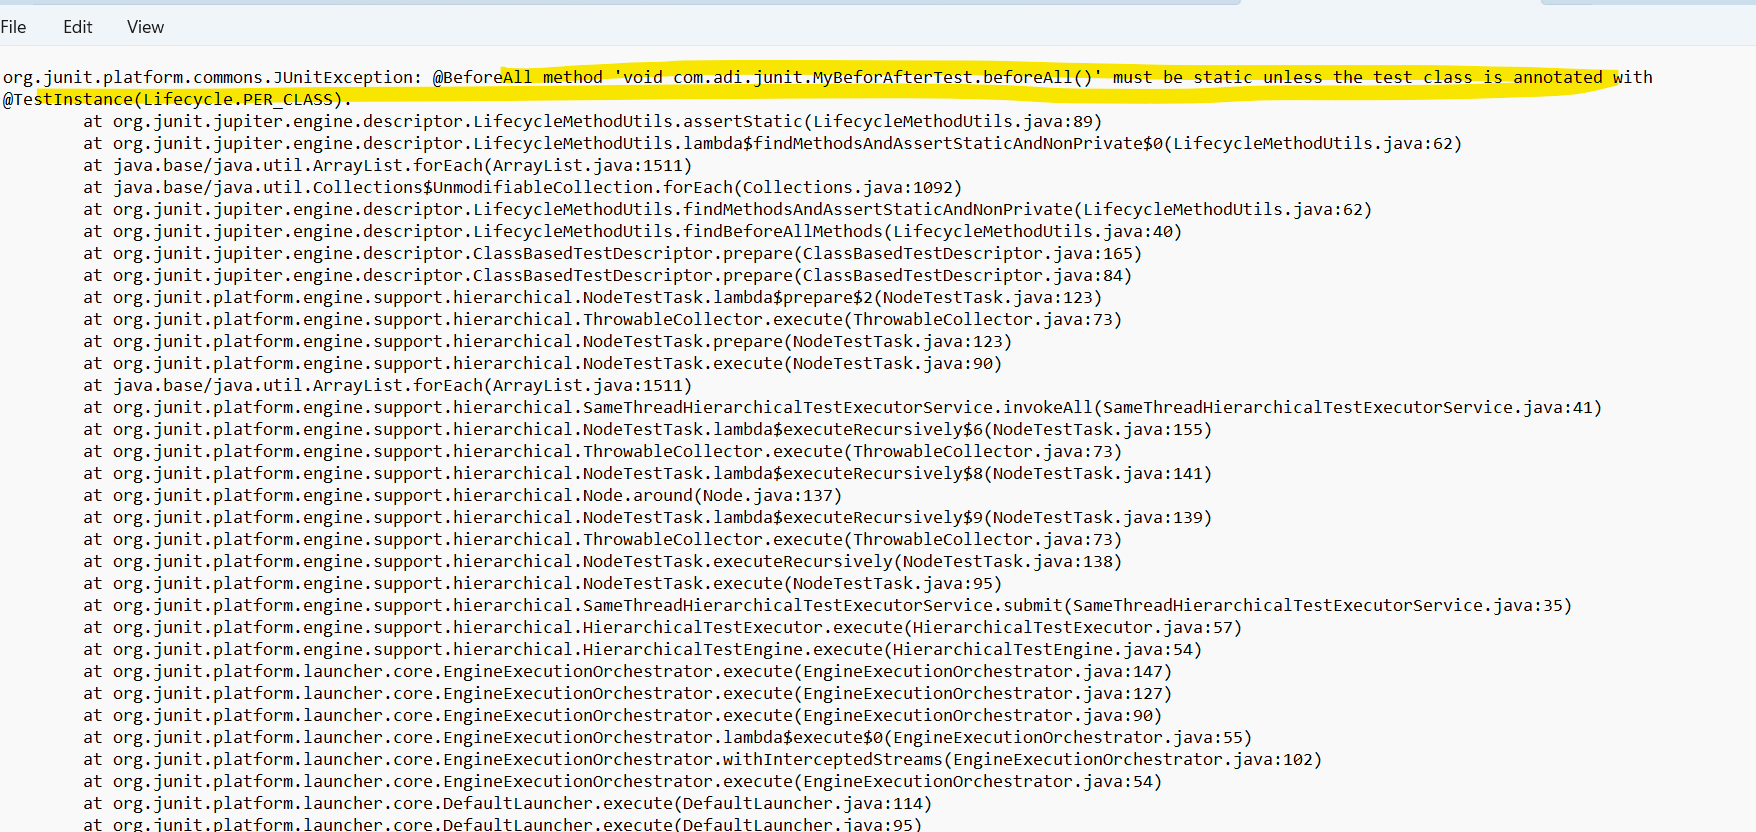 File Edit View
org.junit.platform.commons.JUnitException: @BeforeAll method 'void com.adi.junit.MyBeforAfterTest.beforeAll()' must be static unless the test class is annotated with
@TestInstance(Lifecycle.PER_CLASS).
at org.junit.jupiter.engine.descriptor.LifecycleMethodUtils.assertStatic(LifecycleMethodUtils.java:89)
at org.junit.jupiter.engine.descriptor.LifecycleMethodUtils.lambda$findMethodsAndAssertStaticAndNonPrivate$0(LifecycleMethodUtils.java:62)
at java.base/java.util.ArrayList.forEach(ArrayList.java:1511)
at java.base/java.util.Collections$UnmodifiableCollection.forEach(Collections.java:1092)
at org.junit.jupiter.engine.descriptor.LifecycleMethodUtils.findMethodsAndAssertStaticAndNonPrivate(LifecycleMethodUtils.java:62)
at org.junit.jupiter.engine.descriptor.LifecycleMethodUtils.findBeforeAllMethods(LifecycleMethodUtils.java:40)
at org.junit.jupiter.engine.descriptor.ClassBasedTestDescriptor.prepare(ClassBasedTestDescriptor.java:165)
at org.junit.jupiter.engine.descriptor.ClassBasedTestDescriptor.prepare(ClassBasedTestDescriptor.java:84)
at org.junit.platform.engine.support.hierarchical.NodeTestTask.lambda$prepare$2(NodeTestTask.java:123)
at org.junit.platform.engine.support.hierarchical.ThrowableCollector.execute(ThrowableCollector.java:73)
at org.junit.platform.engine.support.hierarchical.NodeTestTask.prepare(NodeTestTask.java:123)
at org.junit.platform.engine.support.hierarchical.NodeTestTask.execute(NodeTestTask.java:90)
at java.base/java.util.ArrayList.forEach(ArrayList.java:1511)
at org.junit.platform.engine.support.hierarchical.SameThreadHierarchicalTestExecutorService.invokeAll(SameThreadHierarchicalTestExecutorService.java:41)
at org.junit.platform.engine.support.hierarchical.NodeTestTask.lambda$executeRecursively$6(NodeTestTask.java:155)
at org.junit.platform.engine.support.hierarchical.ThrowableCollector.execute(ThrowableCollector.java:73)
at org.junit.platform.engine.support.hierarchical.NodeTestTask.lambda$executeRecursively$8(NodeTestTask.java:141)
at org.junit.platform.engine.support.hierarchical.Node.around(Node.java:137)
at org.junit.platform.engine.support.hierarchical.NodeTestTask.lambda$executeRecursively$9(NodeTestTask.java:139)
at org.junit.platform.engine.support.hierarchical.ThrowableCollector.execute(ThrowableCollector.java:73)
at org.junit.platform.engine.support.hierarchical.NodeTestTask.executeRecursively(NodeTestTask.java:138)
at org.junit.platform.engine.support.hierarchical.NodeTestTask.execute(NodeTestTask.java:95)
at org.junit.platform.engine.support.hierarchical.SameThreadHierarchicalTestExecutorService.submit(SameThreadHierarchicalTestExecutorService.java:35)
at org.junit.platform.engine.support.hierarchical.HierarchicalTestExecutor.execute(HierarchicalTestExecutor.java:57)
at org.junit.platform.engine.support.hierarchical.HierarchicalTestEngine.execute(HierarchicalTestEngine.java:54)
at org.junit.platform.launcher.core.EngineExecutionOrchestrator.execute(EngineExecutionOrchestrator.java:147)
at org.junit.platform.launcher.core.EngineExecutionOrchestrator.execute(EngineExecutionOrchestrator.java:127)
at org.junit.platform.launcher.core.EngineExecutionOrchestrator.execute(EngineExecutionOrchestrator.java:90)
at org.junit.platform.launcher.core.EngineExecutionOrchestrator.lambda$execute$0(EngineExecutionOrchestrator.java:55)
at org.junit.platform.launcher.core.EngineExecutionOrchestrator.withInterceptedStreams(EngineExecutionOrchestrator.java:102)
at org.junit.platform.launcher.core.EngineExecutionOrchestrator.execute(EngineExecutionOrchestrator.java:54)
at org.junit.platform.launcher.core.DefaultLauncher.execute(DefaultLauncher.java:114)
at org.junit.platform.launcher.core.DefaultLauncher.execute(DefaultLauncher.java:95)